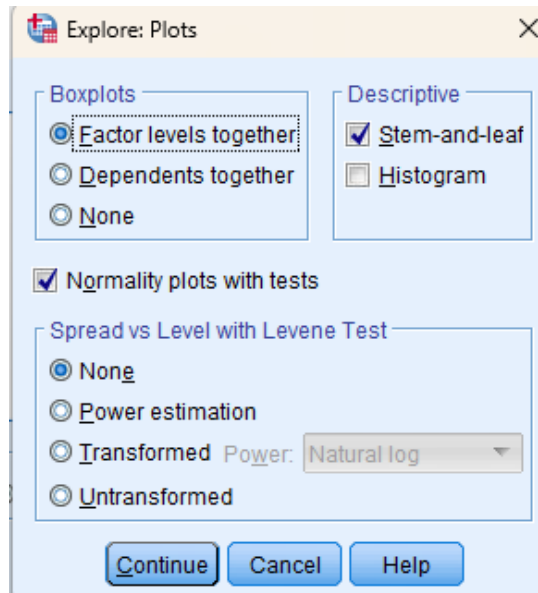 Explore: Plots
Boxplots
Factor levels together
Dependents together
None
Descriptive
Stem-and-leaf
Histogram
Normality plots with tests
Spread vs Level with Levene Test
None
Power estimation
Transformed Power: Natural log
Untransformed
Continue Cancel Help